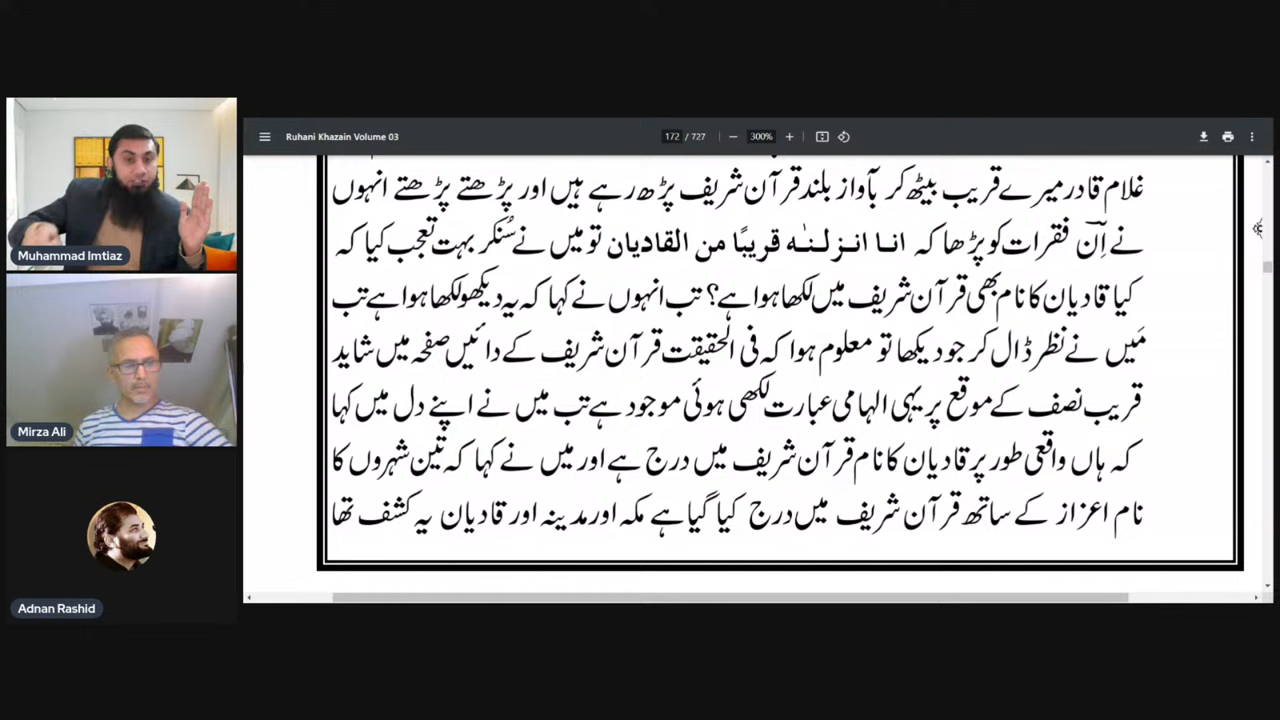 Ruhani Khazain Volume 03
172 / 727
300%
غلام قادر میرے قریب بیٹھ کر بآواز بلند قرآن شریف پڑھ رہے ہیں اور پڑھتے پڑھتے انہوں
نے اِن فقرات کو پڑھا کہ انا انزلنٰه قریبًا من القادیان تو میں نے سُنکر بہت تعجب کیا کہ
کیا قادیان کا نام بھی قرآن شریف میں لکھا ہوا ہے؟ تب انہوں نے کہا کہ یہ دیکھو لکھا ہوا ہے تب
مَیں نے نظر ڈال کر جو دیکھا تو معلوم ہوا کہ فی الحقیقت قرآن شریف کے دائیں صفحہ میں شاید
قریب نصف کے موقع پر یہی الہامی عبارت لکھی ہوئی موجود ہے تب میں نے اپنے دل میں کہا
کہ ہاں واقعی طور پر قادیان کا نام قرآن شریف میں درج ہے اور میں نے کہا کہ تین شہروں کا
نام اعزاز کے ساتھ قرآن شریف میں درج کیا گیا ہے مکہ اور مدینہ اور قادیان یہ کشف تھا
Muhammad Imtiaz
Mirza Ali
Adnan Rashid